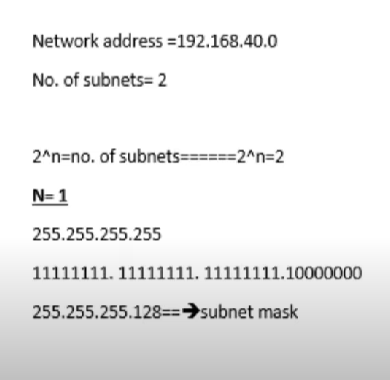 Network address =192.168.40.0
No. of subnets= 2
2^n=no. of subnets======2^n=2
N= 1
255.255.255.255
11111111. 11111111. 11111111.10000000
255.255.255.128==➔subnet mask